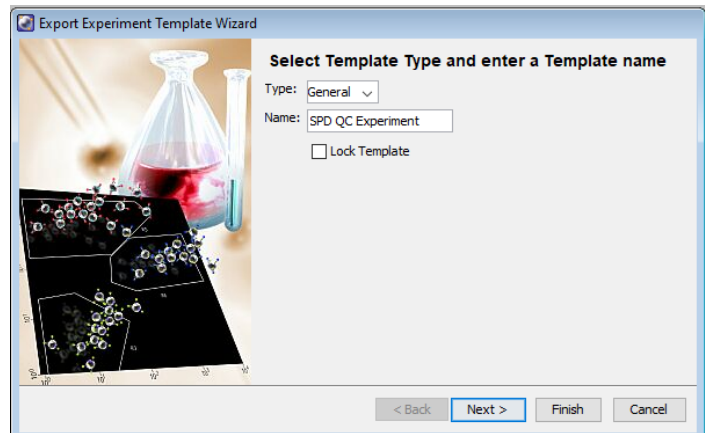 Export Experiment Template Wizard
Select Template Type and enter a Template name
Type: General
Name: SPD QC Experiment
Lock Template
< Back Next > Finish Cancel